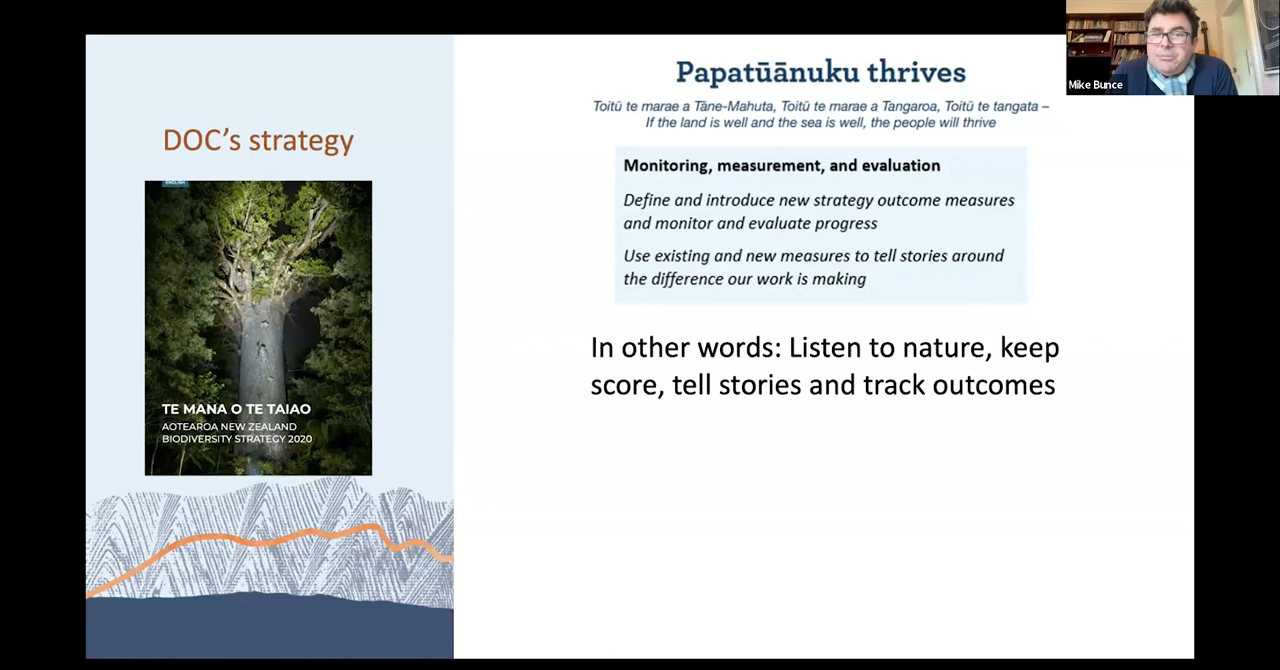 Mike Bunce
DOC’s strategy
ENGLISH
TE MANA O TE TAIAO
AOTEAROA NEW ZEALAND
BIODIVERSITY STRATEGY 2020
Papatūānuku thrives
Toitū te marae a Tāne-Mahuta, Toitū te marae a Tangaroa, Toitū te tangata –
If the land is well and the sea is well, the people will thrive
Monitoring, measurement, and evaluation
Define and introduce new strategy outcome measures
and monitor and evaluate progress
Use existing and new measures to tell stories around
the difference our work is making
In other words: Listen to nature, keep
score, tell stories and track outcomes